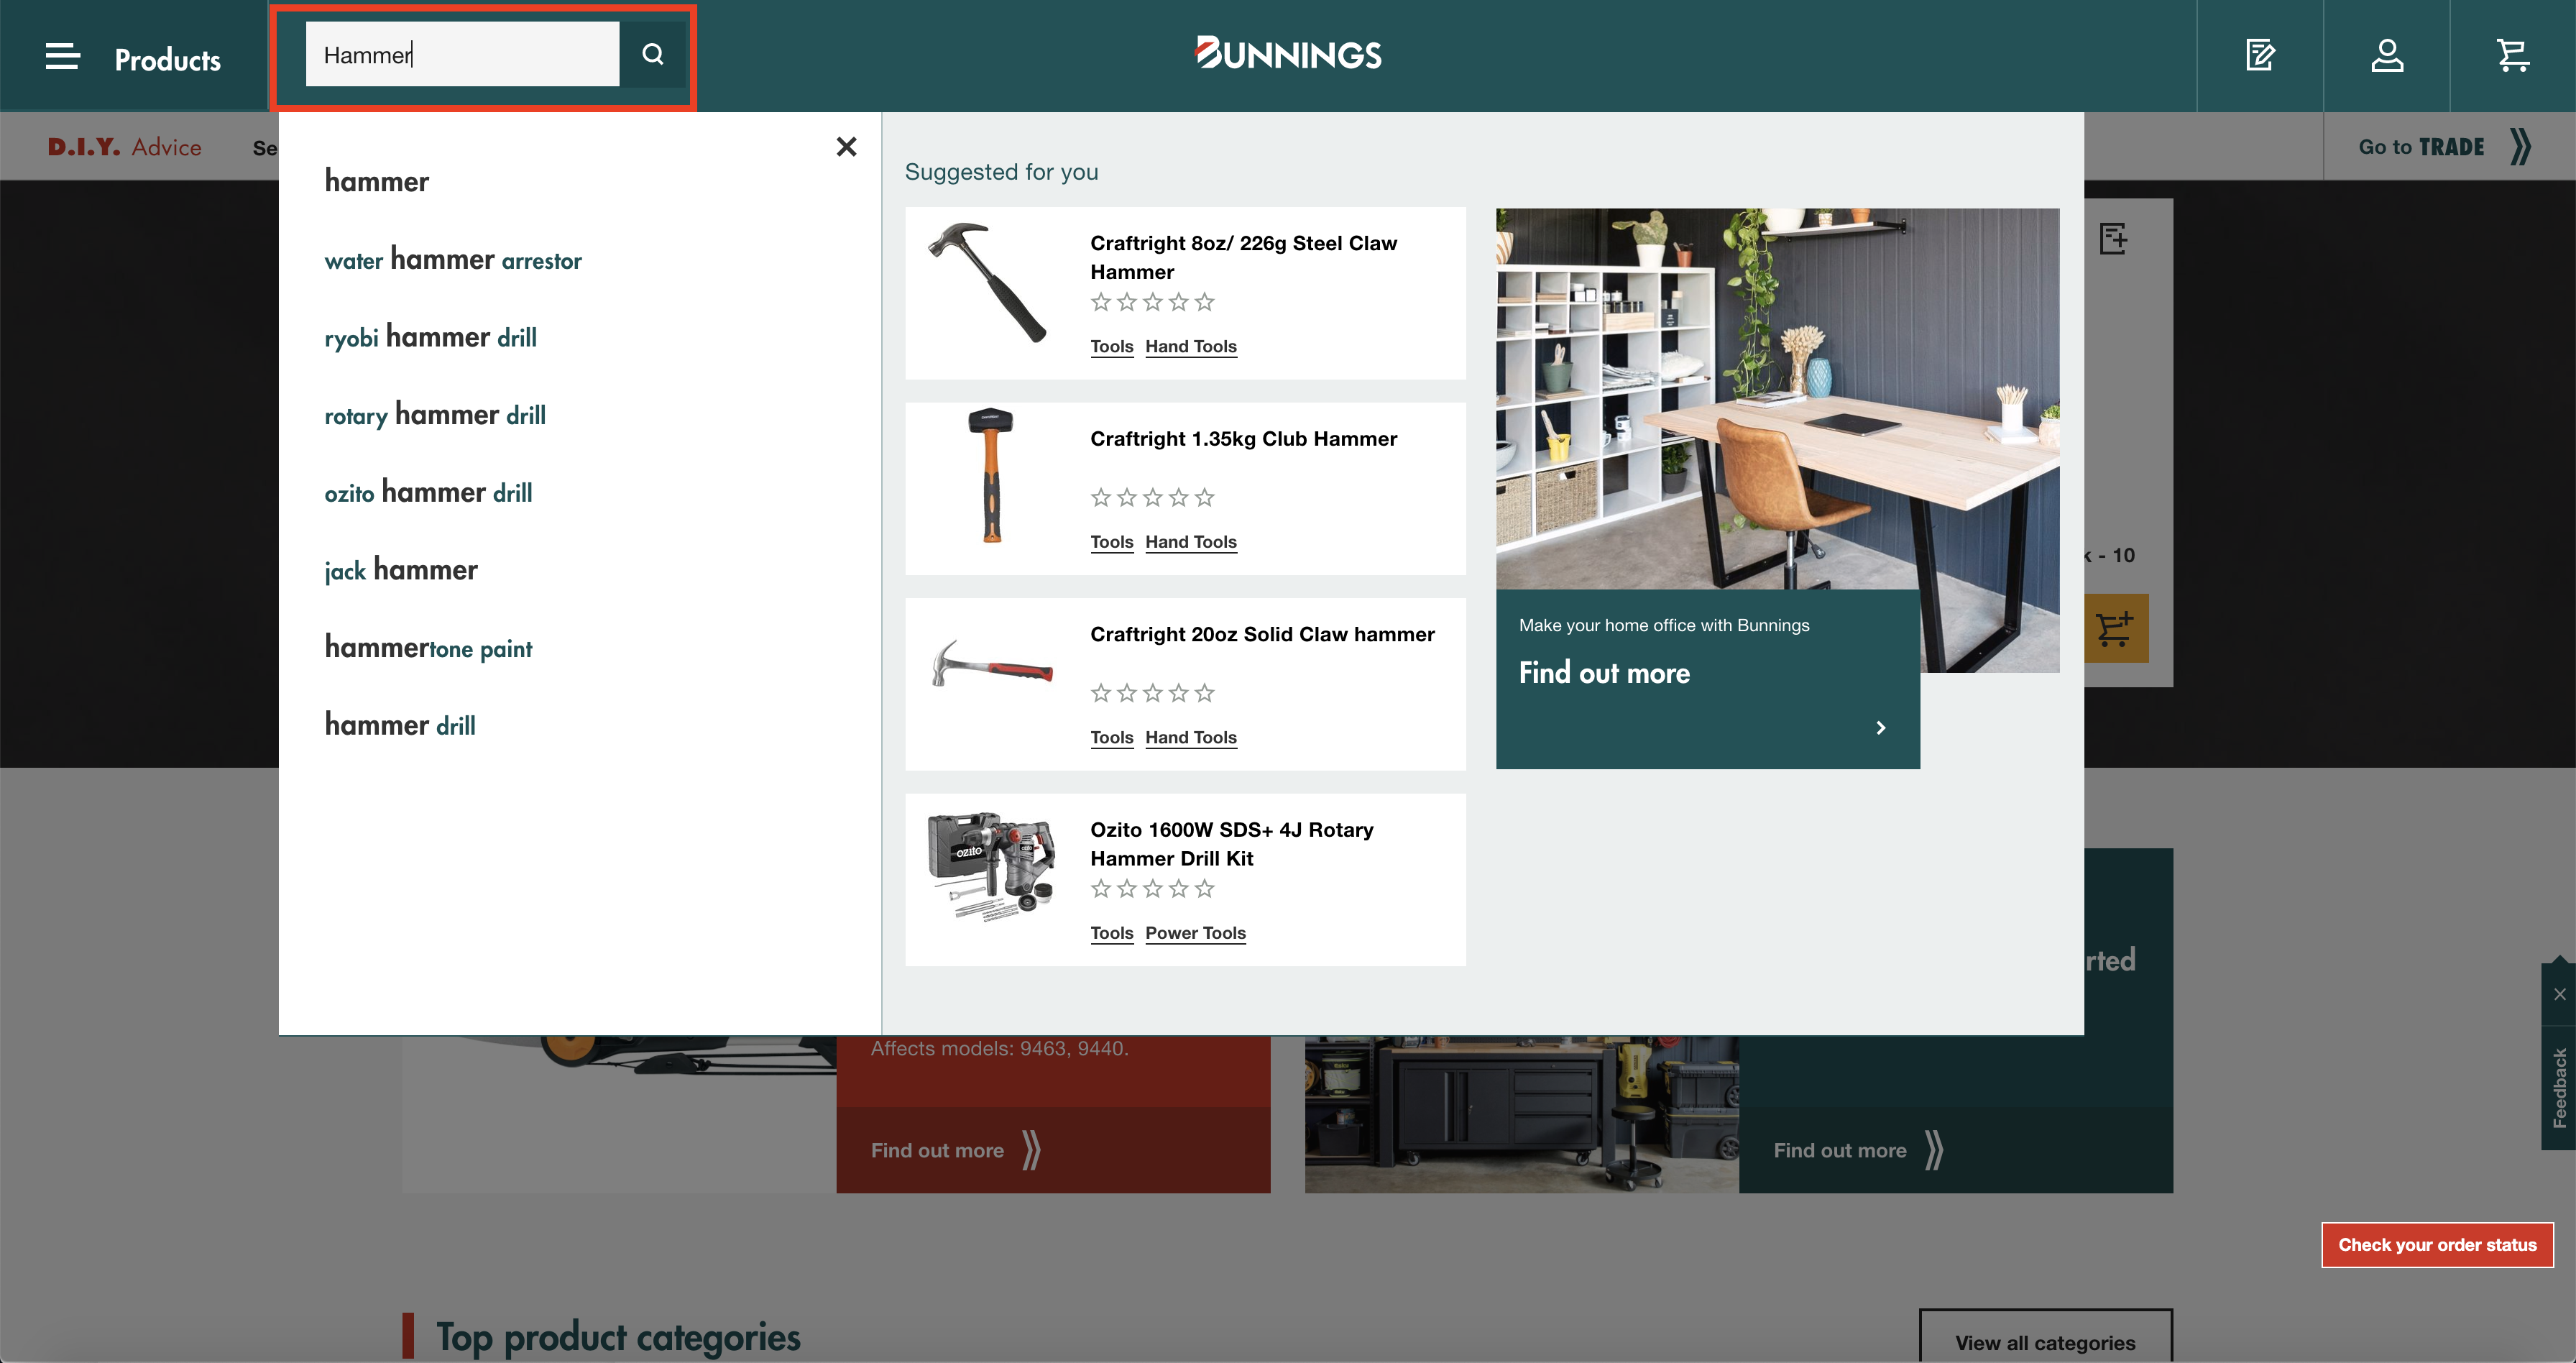 Products
Hammer
BUNNINGS
D.I.Y. Advice
Se
Go to TRADE
hammer
water hammer arrestor
ryobi hammer drill
rotary hammer drill
ozito hammer drill
jack hammer
hammertone paint
hammer drill
Suggested for you
Craftright 8oz/ 226g Steel Claw
Hammer
Tools Hand Tools
Craftright 1.35kg Club Hammer
Tools Hand Tools
Craftright 20oz Solid Claw hammer
Tools Hand Tools
ozito
Ozito 1600W SDS+ 4J Rotary
Hammer Drill Kit
Tools Power Tools
Make your home office with Bunnings
Find out more
- 10
rted
Affects models: 9463, 9440.
Find out more
Find out more
Feedback
Check your order status
Top product categories
View all categories